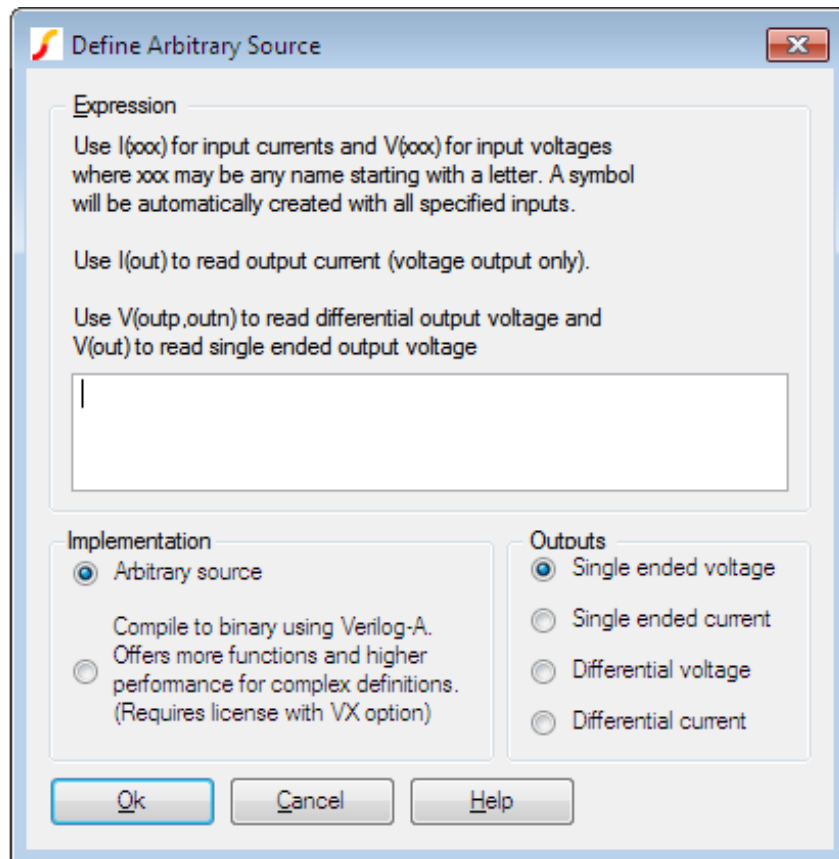 Define Arbitrary Source
Expression
Use I(xxx) for input currents and V(xxx) for input voltages
where xxx may be any name starting with a letter. A symbol
will be automatically created with all specified inputs.
Use I(out) to read output current (voltage output only).
Use V(outp,outn) to read differential output voltage and
V(out) to read single ended output voltage
Implementation
Arbitrary source
Compile to binary using Verilog-A.
Offers more functions and higher
performance for complex definitions.
(Requires license with VX option)
Outputs
Single ended voltage
Single ended current
Differential voltage
Differential current
Ok
Cancel
Help